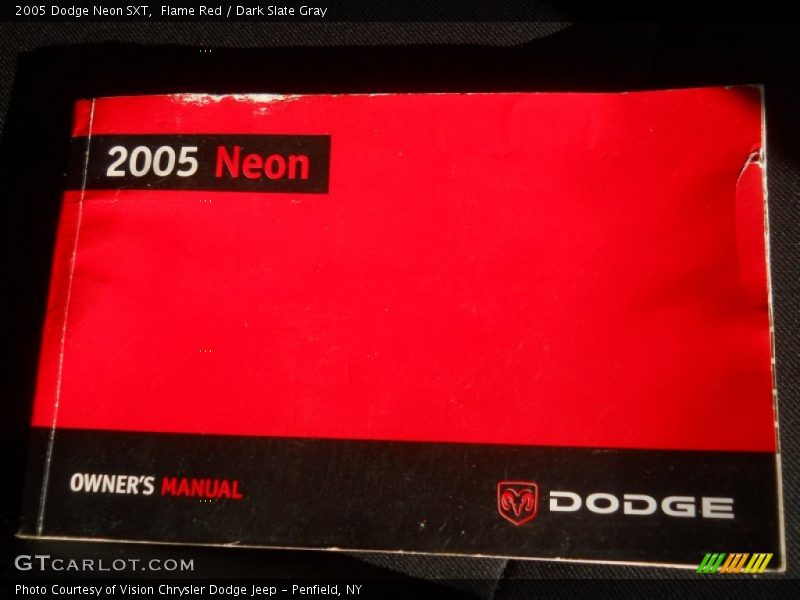 2005 Dodge Neon SXT,  Flame Red / Dark Slate Gray
2005 Neon
OWNER'S MANUAL
DODGE
GTCARLOT.COM
Photo Courtesy of Vision Chrysler Dodge Jeep – Penfield, NY